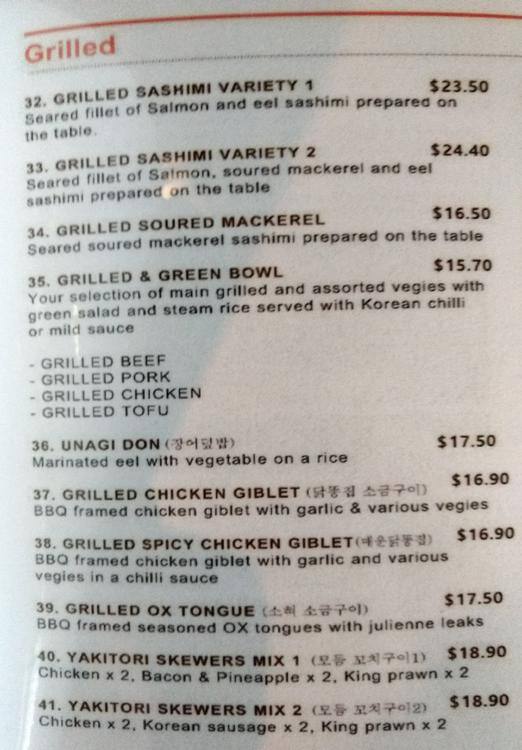 Grilled
32. GRILLED SASHIMI VARIETY 1 $23.50
Seared fillet of Salmon and eel sashimi prepared on
the table.
33. GRILLED SASHIMI VARIETY 2 $24.40
Seared fillet of Salmon, soured mackerel and eel
sashimi prepared on the table
34. GRILLED SOURED MACKEREL $16.50
Seared soured mackerel sashimi prepared on the table
35. GRILLED & GREEN BOWL $15.70
Your selection of main grilled and assorted vegies with
green salad and steam rice served with Korean chilli
or mild sauce
- GRILLED BEEF
- GRILLED PORK
- GRILLED CHICKEN
- GRILLED TOFU
36. UNAGI DON (장어덮밥) $17.50
Marinated eel with vegetable on a rice
37. GRILLED CHICKEN GIBLET (닭똥집 소금구이) $16.90
BBQ framed chicken giblet with garlic & various vegies
38. GRILLED SPICY CHICKEN GIBLET(매운닭똥집) $16.90
BBQ framed chicken giblet with garlic and various
vegies in a chilli sauce
39. GRILLED OX TONGUE (소혀 소금구이) $17.50
BBQ framed seasoned OX tongues with julienne leaks
40. YAKITORI SKEWERS MIX 1 (모듬 꼬치구이1) $18.90
Chicken x 2, Bacon & Pineapple x 2, King prawn x 2
41. YAKITORI SKEWERS MIX 2 (모듬 꼬치구이2) $18.90
Chicken x 2, Korean sausage x 2, King prawn x 2